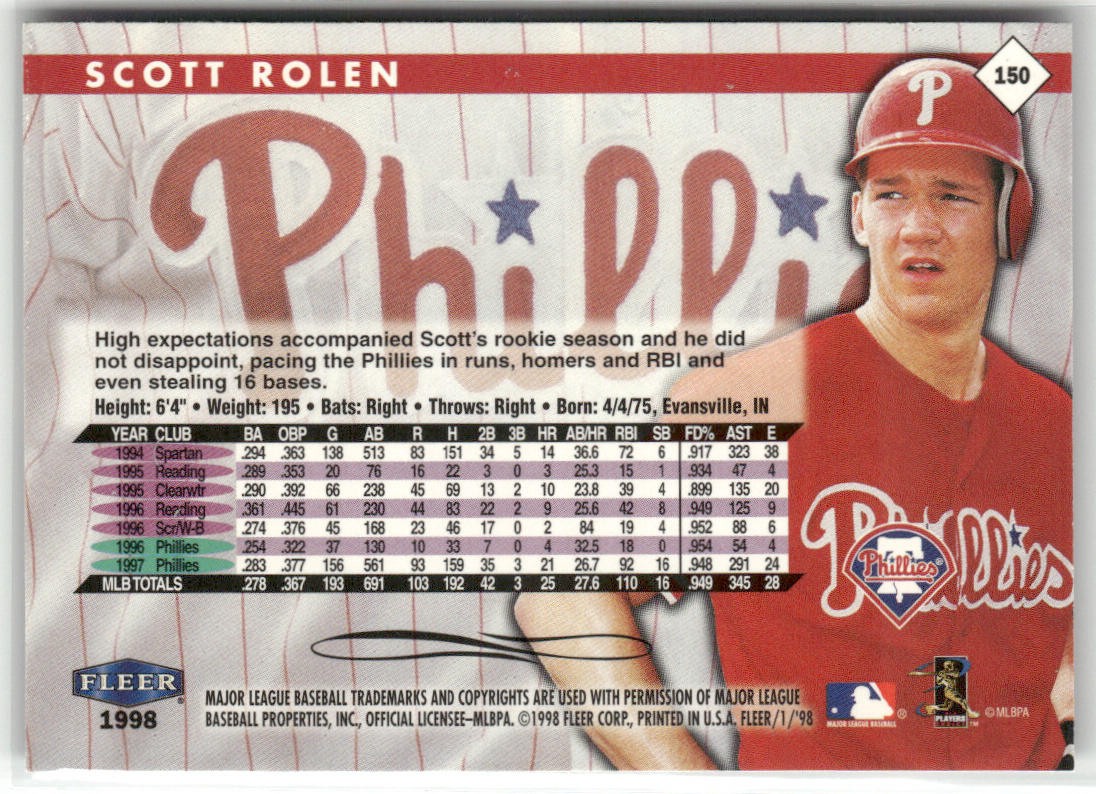 SCOTT ROLEN
150
P
Phillie
High expectations accompanied Scott's rookie season and he did
not disappoint, pacing the Phillies in runs, homers and RBI and
even stealing 16 bases.
Height: 6'4" • Weight: 195 • Bats: Right • Throws: Right • Born: 4/4/75, Evansville, IN
YEAR CLUB BA OBP G AB R H 2B 3B HR AB/HR RBI SB FD% AST E
1994 Spartan .294 .363 138 513 83 151 34 5 14 36.6 72 6 .917 323 38
1995 Reading .289 .353 20 76 16 22 3 0 3 25.3 15 1 .934 47 4
1995 Clearwtr .290 .392 66 238 45 69 13 2 10 23.8 39 4 .899 135 20
1996 Reading .361 .445 61 230 44 83 22 2 9 25.6 42 8 .949 125 9
1996 Scr/W-B .274 .376 45 168 23 46 17 0 2 84 19 4 .952 88 6
1996 Phillies .254 .322 37 130 10 33 7 0 4 32.5 18 0 .954 54 4
1997 Phillies .283 .377 156 561 93 159 35 3 21 26.7 92 16 .948 291 24
MLB TOTALS .278 .367 193 691 103 192 42 3 25 27.6 110 16 .949 345 28
Phillies
Phillies
FLEER®
1998
MAJOR LEAGUE BASEBALL TRADEMARKS AND COPYRIGHTS ARE USED WITH PERMISSION OF MAJOR LEAGUE
BASEBALL PROPERTIES, INC., OFFICIAL LICENSEE–MLBPA. ©1998 FLEER CORP., PRINTED IN U.S.A. FLEER/1/'98
MAJOR LEAGUE BASEBALL ®
PLAYERS
™
© MLBPA